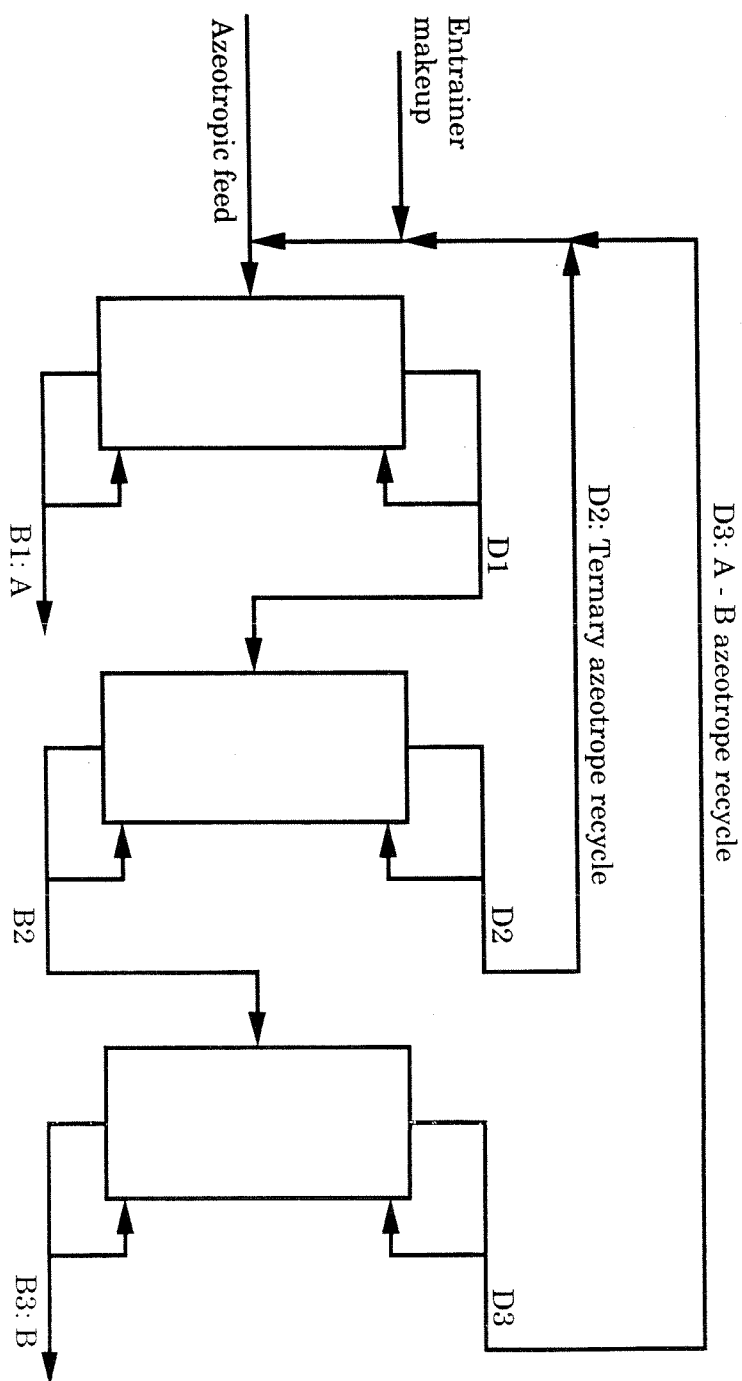 D3: A - B azeotrope recycle
D2: Ternary azeotrope recycle
Entrainer
makeup
Azeotropic feed
D1
D2
D3
B1: A
B2
B3: B